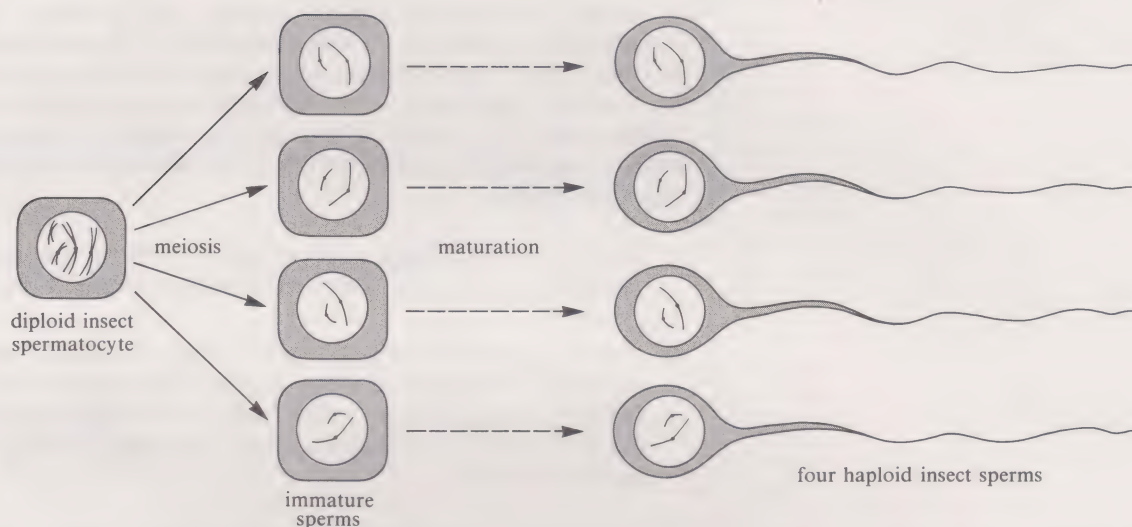 meiosis
maturation
diploid insect
spermatocyte
immature
sperms
four haploid insect sperms